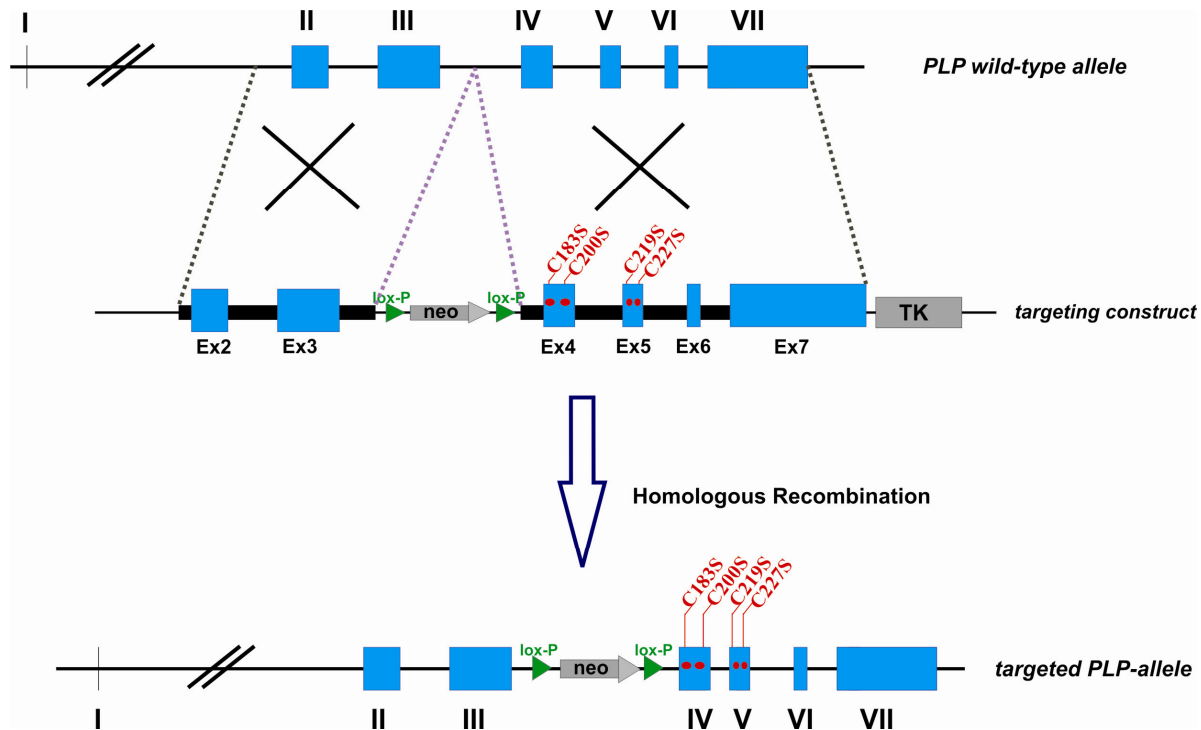 I II III IV V VI VII
PLP wild-type allele
C183S C200S C219S C227S
lox-P neo lox-P
TK
targeting construct
Ex2 Ex3 Ex4 Ex5 Ex6 Ex7
Homologous Recombination
C183S C200S C219S C227S
lox-P neo lox-P
targeted PLP-allele
I II III IV V VI VII